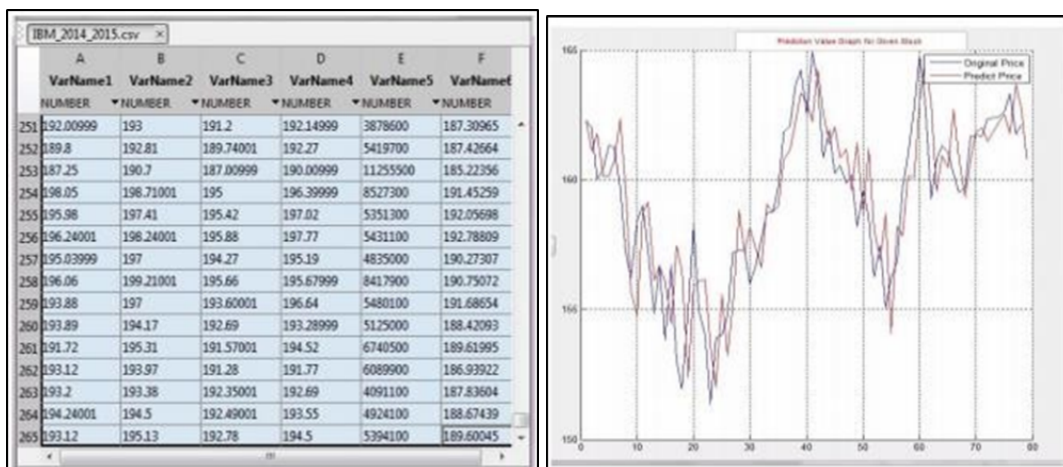 IBM_2014_2015.csv ×
A B C D E F
VarName1 VarName2 VarName3 VarName4 VarName5 VarName6
NUMBER NUMBER NUMBER NUMBER NUMBER NUMBER
251 192.00999 193 191.2 192.14999 3878600 187.30965
252 189.8 192.81 189.74001 192.27 5419700 187.42664
253 187.25 190.7 187.00999 190.00999 11255500 185.22356
254 198.05 198.71001 195 196.39999 8527300 191.45259
255 195.98 197.41 195.42 197.02 5351300 192.05698
256 196.24001 198.24001 195.88 197.77 5431100 192.78809
257 195.03999 197 194.27 195.19 4835000 190.27307
258 196.06 199.21001 195.66 195.67999 8417900 190.75072
259 193.88 197 193.60001 196.64 5480100 191.68654
260 193.89 194.17 192.69 193.28999 5125000 188.42093
261 191.72 195.31 191.57001 194.52 6740500 189.61995
262 193.12 193.97 191.28 191.77 6089900 186.93922
263 193.2 193.38 192.35001 192.69 4091100 187.83604
264 194.24001 194.5 192.49001 193.55 4924100 188.67439
265 193.12 195.13 192.78 194.5 5394100 189.60045
Prediction Value Graph for Given Stock
Original Price
Predict Price
165
160
155
150
0 10 20 30 40 50 60 70 80